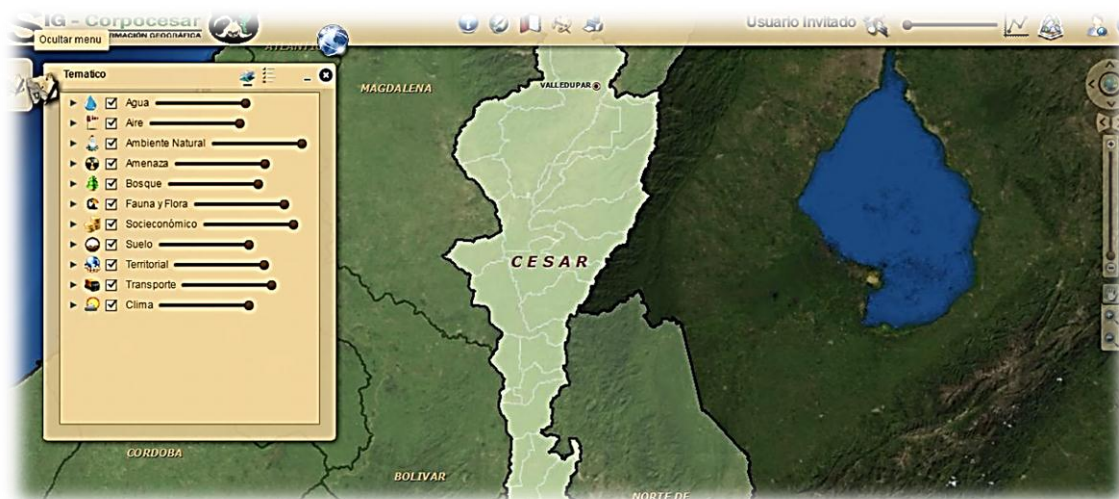 SIG - Corpocesar
Usuario Invitado
Ocultar menu
Tematico
Agua
Aire
Ambiente Natural
Amenaza
Bosque
Fauna y Flora
Socieconômico
Suelo
Territorial
Transporte
Clima
MAGDALENA
VALLEDUPAR
CESAR
CORDOBA
BOLIVAR
NORTE DE